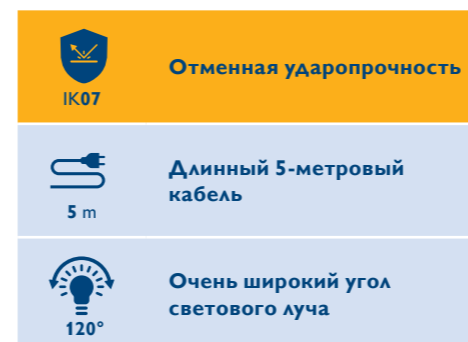 IK07
Отменная ударопрочность
5 m
Длинный 5-метровый
кабель
120°
Очень широкий угол
светового луча